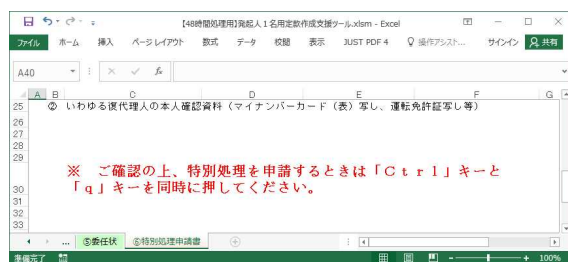 【48時間処理用】発起人１名用定款作成支援ツール.xlsm - Excel
ファイル ホーム 挿入 ページ レイアウト 数式 データ 校閲 表示 JUST PDF 4 操作アシスト... サインイン 共有
A40 fx
A B C D E F G
25 ② いわゆる復代理人の本人確認資料（マイナンバーカード（表）写し、運転免許証写し等）
26
27
28
29
※ ご確認の上、特別処理を申請するときは「Ｃｔｒｌ」キーと
30 「ｑ」キーを同時に押してください。
31
32
33
... ⑤委任状 ⑥特別処理申請書
準備完了 100%